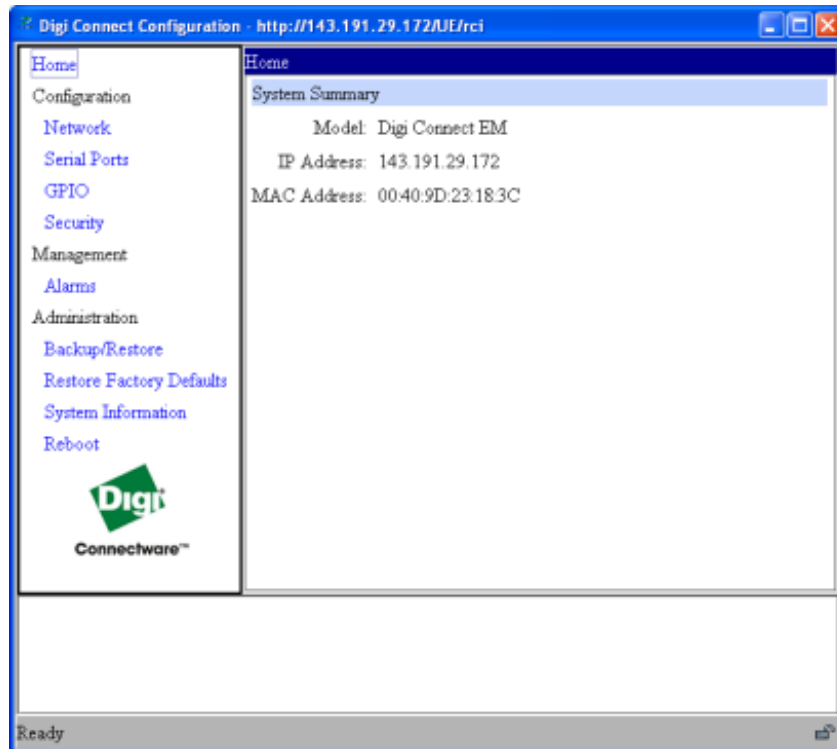 Digi Connect Configuration - http://143.191.29.172/UE/rci
Home
Configuration
Network
Serial Ports
GPIO
Security
Management
Alarms
Administration
Backup/Restore
Restore Factory Defaults
System Information
Reboot
Digi
Connectware™
Home
System Summary
Model: Digi Connect EM
IP Address: 143.191.29.172
MAC Address: 00:40:9D:23:18:3C
Ready